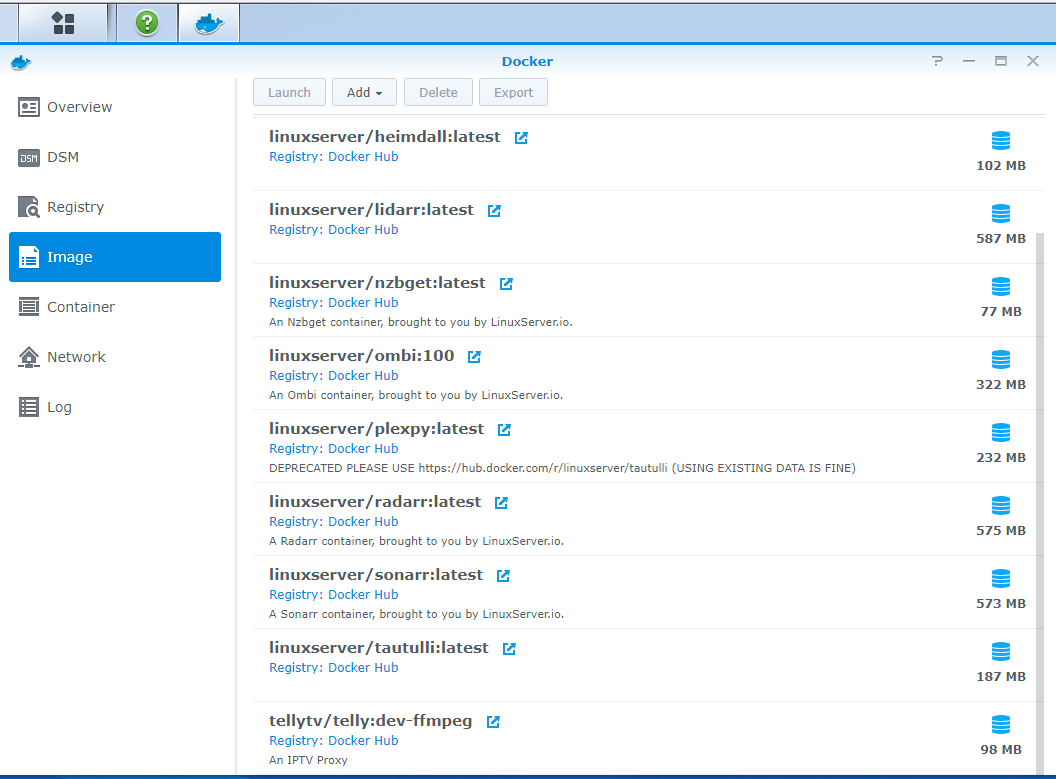 Docker
Overview
DSM
DSM
Registry
Image
Container
Network
Log
Launch
Add
Delete
Export
linuxserver/heimdall:latest
Registry: Docker Hub
102 MB
linuxserver/lidarr:latest
Registry: Docker Hub
587 MB
linuxserver/nzbget:latest
Registry: Docker Hub
An Nzbget container, brought to you by LinuxServer.io.
77 MB
linuxserver/ombi:100
Registry: Docker Hub
An Ombi container, brought to you by LinuxServer.io.
322 MB
linuxserver/plexpy:latest
Registry: Docker Hub
DEPRECATED PLEASE USE https://hub.docker.com/r/linuxserver/tautulli (USING EXISTING DATA IS FINE)
232 MB
linuxserver/radarr:latest
Registry: Docker Hub
A Radarr container, brought to you by LinuxServer.io.
575 MB
linuxserver/sonarr:latest
Registry: Docker Hub
A Sonarr container, brought to you by LinuxServer.io.
573 MB
linuxserver/tautulli:latest
Registry: Docker Hub
187 MB
tellytv/telly:dev-ffmpeg
Registry: Docker Hub
An IPTV Proxy
98 MB